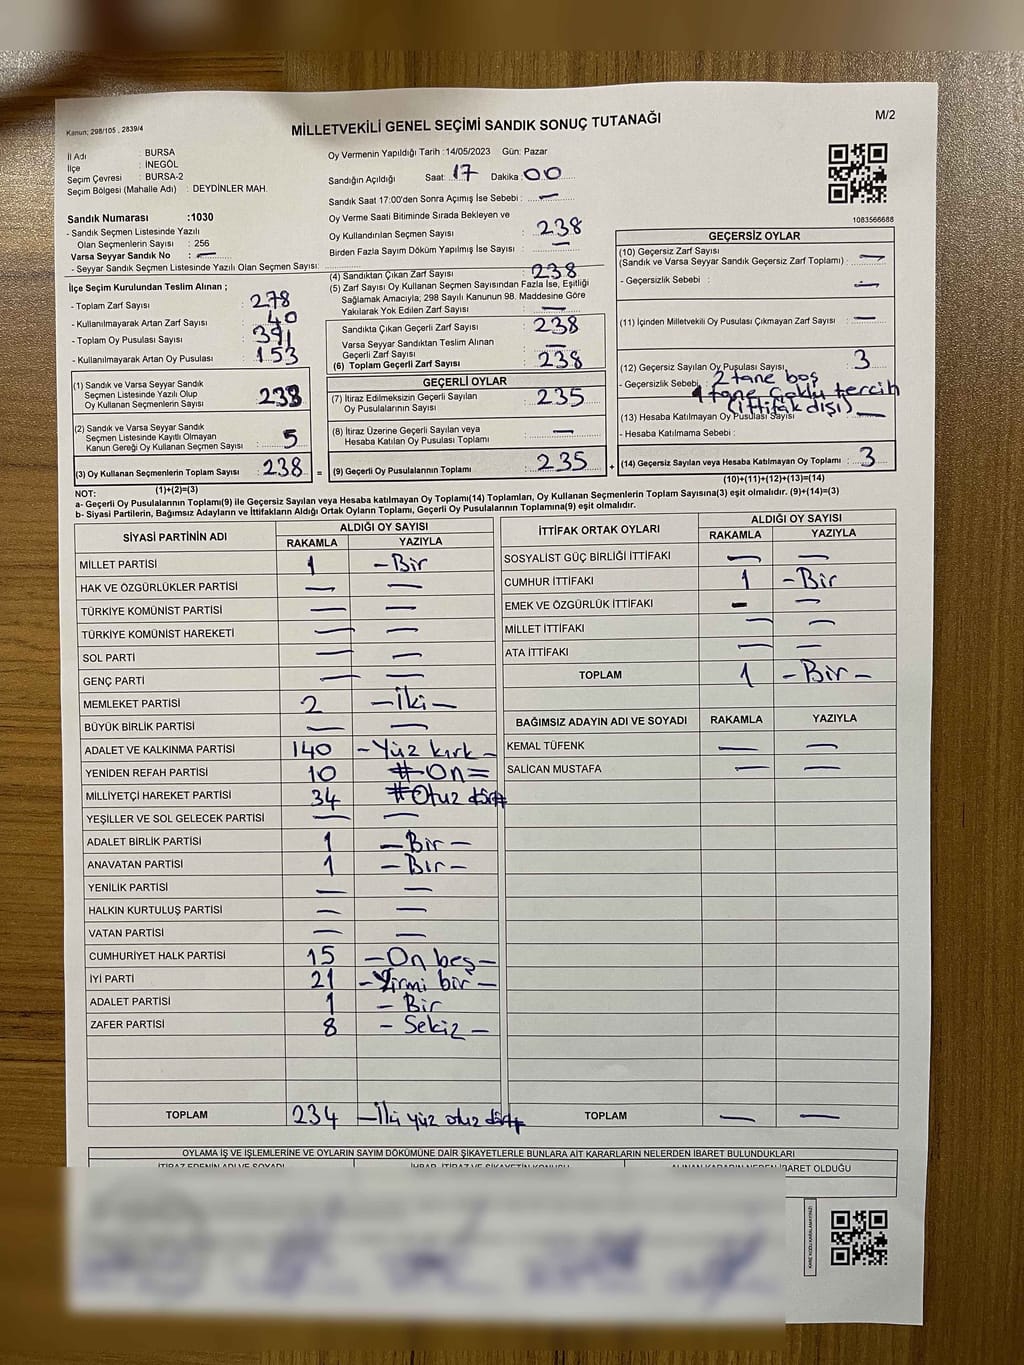 Kanun; 298/105 , 2839/4
MİLLETVEKİLİ GENEL SEÇİMİ SANDIK SONUÇ TUTANAĞI
M/2
İl Adı : BURSA
İlçe : İNEGÖL
Seçim Çevresi : BURSA-2
Seçim Bölgesi (Mahalle Adı) : DEYDİNLER MAH.
Sandık Numarası :1030
- Sandık Seçmen Listesinde Yazılı
Olan Seçmenlerin Sayısı : 256
Varsa Seyyar Sandık No : —
- Seyyar Sandık Seçmen Listesinde Yazılı Olan Seçmen Sayısı:
İlçe Seçim Kurulundan Teslim Alınan ;
- Toplam Zarf Sayısı : 278
- Kullanılmayarak Artan Zarf Sayısı : 40
- Toplam Oy Pusulası Sayısı : 391
- Kullanılmayarak Artan Oy Pusulası : 153
(1) Sandık ve Varsa Seyyar Sandık
Seçmen Listesinde Yazılı Olup
Oy Kullanan Seçmenlerin Sayısı : 233
(2) Sandık ve Varsa Seyyar Sandık
Seçmen Listesinde Kayıtlı Olmayan
Kanun Gereği Oy Kullanan Seçmen Sayısı : 5
(3) Oy Kullanan Seçmenlerin Toplam Sayısı : 238
(1)+(2)=(3)
Oy Vermenin Yapıldığı Tarih :14/05/2023 Gün: Pazar
Sandığın Açıldığı Saat: 17 Dakika : 00
Sandık Saat 17:00'den Sonra Açımış İse Sebebi : —
Oy Verme Saati Bitiminde Sırada Bekleyen ve
Oy Kullandırılan Seçmen Sayısı : 238
Birden Fazla Sayım Döküm Yapılmış İse Sayısı : —
(4) Sandıktan Çıkan Zarf Sayısı : 238
(5) Zarf Sayısı Oy Kullanan Seçmen Sayısından Fazla İse, Eşitliği
Sağlamak Amacıyla; 298 Sayılı Kanunun 98. Maddesine Göre
Yakılarak Yok Edilen Zarf Sayısı : —
Sandıkta Çıkan Geçerli Zarf Sayısı : 238
Varsa Seyyar Sandıktan Teslim Alınan
Geçerli Zarf Sayısı : —
(6) Toplam Geçerli Zarf Sayısı : 238
GEÇERLİ OYLAR
(7) İtiraz Edilmeksizin Geçerli Sayılan
Oy Pusulalarının Sayısı : 235
(8) İtiraz Üzerine Geçerli Sayılan veya
Hesaba Katılan Oy Pusulası Toplamı : —
= (9) Geçerli Oy Pusulalarının Toplamı : 235 +
1083566688
GEÇERSİZ OYLAR
(10) Geçersiz Zarf Sayısı
(Sandık ve Varsa Seyyar Sandık Geçersiz Zarf Toplamı) : —
- Geçersizlik Sebebi : —
(11) İçinden Milletvekili Oy Pusulası Çıkmayan Zarf Sayısı : —
(12) Geçersiz Sayılan Oy Pusulası Sayısı : 3
- Geçersizlik Sebebi 2 tane boş
1 tane çoklu tercih
(ittifak dışı)
(13) Hesaba Katılmayan Oy Pusulası Sayısı —
- Hesaba Katılmama Sebebi :
(14) Geçersiz Sayılan veya Hesaba Katılmayan Oy Toplamı : 3
(10)+(11)+(12)+(13)=(14)
NOT:
a- Geçerli Oy Pusulalarının Toplamı(9) ile Geçersiz Sayılan veya Hesaba katılmayan Oy Toplamı(14) Toplamları, Oy Kullanan Seçmenlerin Toplam Sayısına(3) eşit olmalıdır. (9)+(14)=(3)
b- Siyasi Partilerin, Bağımsız Adayların ve İttifakların Aldığı Ortak Oyların Toplamı, Geçerli Oy Pusulalarının Toplamına(9) eşit olmalıdır.
SİYASİ PARTİNİN ADI
ALDIĞI OY SAYISI
RAKAMLA YAZIYLA
MİLLET PARTİSİ 1 - Bir
HAK VE ÖZGÜRLÜKLER PARTİSİ — —
TÜRKİYE KOMÜNİST PARTİSİ — —
TÜRKİYE KOMÜNİST HAREKETİ — —
SOL PARTİ — —
GENÇ PARTİ — —
MEMLEKET PARTİSİ 2 - İki -
BÜYÜK BİRLİK PARTİSİ — —
ADALET VE KALKINMA PARTİSİ 140 - Yüz kırk -
YENİDEN REFAH PARTİSİ 10 # On =
MİLLİYETÇİ HAREKET PARTİSİ 34 # Otuz dört #
YEŞİLLER VE SOL GELECEK PARTİSİ — —
ADALET BİRLİK PARTİSİ 1 - Bir -
ANAVATAN PARTİSİ 1 - Bir -
YENİLİK PARTİSİ — —
HALKIN KURTULUŞ PARTİSİ — —
VATAN PARTİSİ — —
CUMHURİYET HALK PARTİSİ 15 - On beş -
İYİ PARTİ 21 - Yirmi bir -
ADALET PARTİSİ 1 - Bir
ZAFER PARTİSİ 8 - Sekiz -
TOPLAM 234 - İki yüz otuz dört #
İTTİFAK ORTAK OYLARI
ALDIĞI OY SAYISI
RAKAMLA YAZIYLA
SOSYALİST GÜÇ BİRLİĞİ İTTİFAKI — —
CUMHUR İTTİFAKI 1 - Bir
EMEK VE ÖZGÜRLÜK İTTİFAKI — —
MİLLET İTTİFAKI — —
ATA İTTİFAKI — —
TOPLAM 1 - Bir -
BAĞIMSIZ ADAYIN ADI VE SOYADI RAKAMLA YAZIYLA
KEMAL TÜFENK — —
SALİCAN MUSTAFA — —
TOPLAM — —
OYLAMA İŞ VE İŞLEMLERİNE VE OYLARIN SAYIM DÖKÜMÜNE DAİR ŞİKAYETLERLE BUNLARA AİT KARARLARIN NELERDEN İBARET BULUNDUKLARI
İTİRAZ EDENİN ADI VE SOYADI
İHBAR, İTİRAZ VE ŞİKAYETİN KONUSU
ALINAN KARARIN NEDEN İBARET OLDUĞU